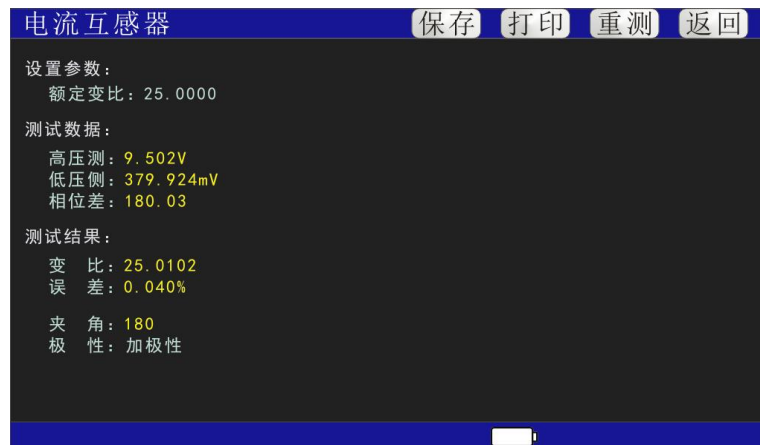 电流互感器 保存 打印 重测 返回
设置参数：
额定变比：25.0000
测试数据：
高压测：9.502V
低压侧：379.924mV
相位差：180.03
测试结果：
变 比：25.0102
误 差：0.040%
夹 角：180
极 性：加极性